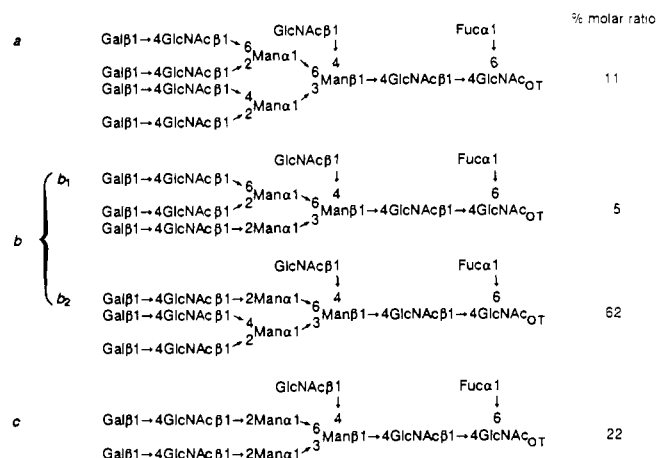 % molar ratio
a
GlcNAcβ1
Fucα1
Galβ1→4GlcNAcβ1
↓
↓
6
Manα1
4
6
Galβ1→4GlcNAcβ1
2
6
Manβ1→4GlcNAcβ1→4GlcNAcOT
11
Galβ1→4GlcNAcβ1
4
3
Manα1
Galβ1→4GlcNAcβ1
2
b
b1
GlcNAcβ1
Fucα1
Galβ1→4GlcNAcβ1
↓
↓
6
Manα1
4
6
Galβ1→4GlcNAcβ1
2
6
Manβ1→4GlcNAcβ1→4GlcNAcOT
5
Galβ1→4GlcNAcβ1→2Manα1
3
b2
GlcNAcβ1
Fucα1
↓
↓
Galβ1→4GlcNAcβ1→2Manα1
4
6
Galβ1→4GlcNAcβ1
6
Manβ1→4GlcNAcβ1→4GlcNAcOT
62
4
3
Manα1
Galβ1→4GlcNAcβ1
2
c
GlcNAcβ1
Fucα1
↓
↓
Galβ1→4GlcNAcβ1→2Manα1
4
6
6
Manβ1→4GlcNAcβ1→4GlcNAcOT
22
Galβ1→4GlcNAcβ1→2Manα1
3